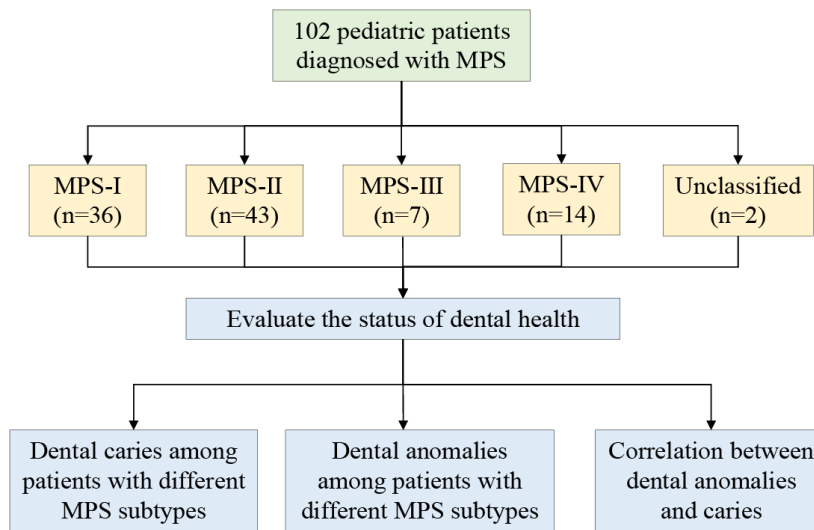 102 pediatric patients
diagnosed with MPS
MPS-I
(n=36)
MPS-II
(n=43)
MPS-III
(n=7)
MPS-IV
(n=14)
Unclassified
(n=2)
Evaluate the status of dental health
Dental caries among
patients with different
MPS subtypes
Dental anomalies
among patients with
different MPS subtypes
Correlation between
dental anomalies
and caries